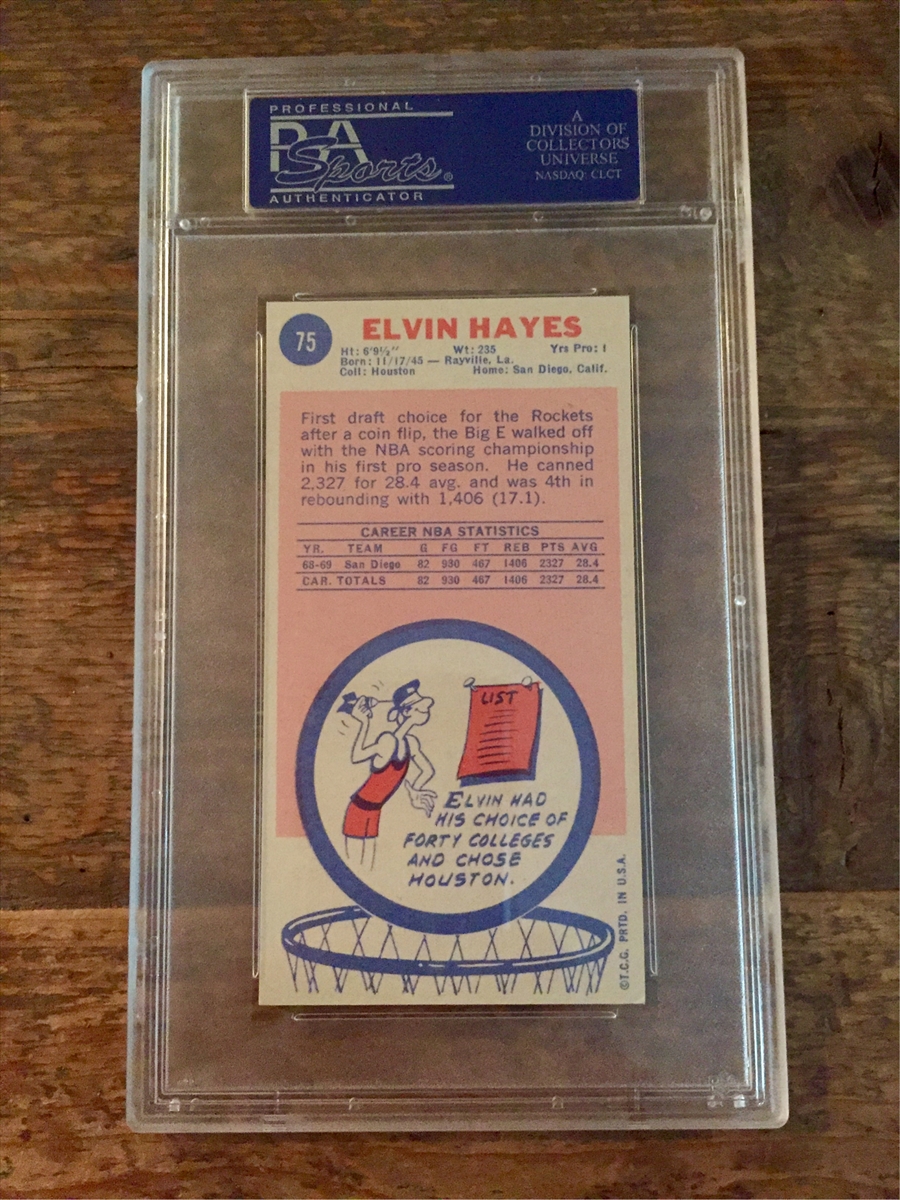 PROFESSIONAL
PSA
Sports®
AUTHENTICATOR
A
DIVISION OF
COLLECTORS
UNIVERSE
NASDAQ: CLCT
75
ELVIN HAYES
Ht: 6'9½" Wt: 235 Yrs Pro: 1
Born: 11/17/45 — Rayville, La.
Coll: Houston Home: San Diego, Calif.
First draft choice for the Rockets
after a coin flip, the Big E walked off
with the NBA scoring championship
in his first pro season. He canned
2,327 for 28.4 avg. and was 4th in
rebounding with 1,406 (17.1).
CAREER NBA STATISTICS
YR. TEAM G FG FT REB PTS AVG
68-69 San Diego 82 930 467 1406 2327 28.4
CAR. TOTALS 82 930 467 1406 2327 28.4
LIST
ELVIN HAD
HIS CHOICE OF
FORTY COLLEGES
AND CHOSE
HOUSTON.
©T.C.G. PRTD. IN U.S.A.